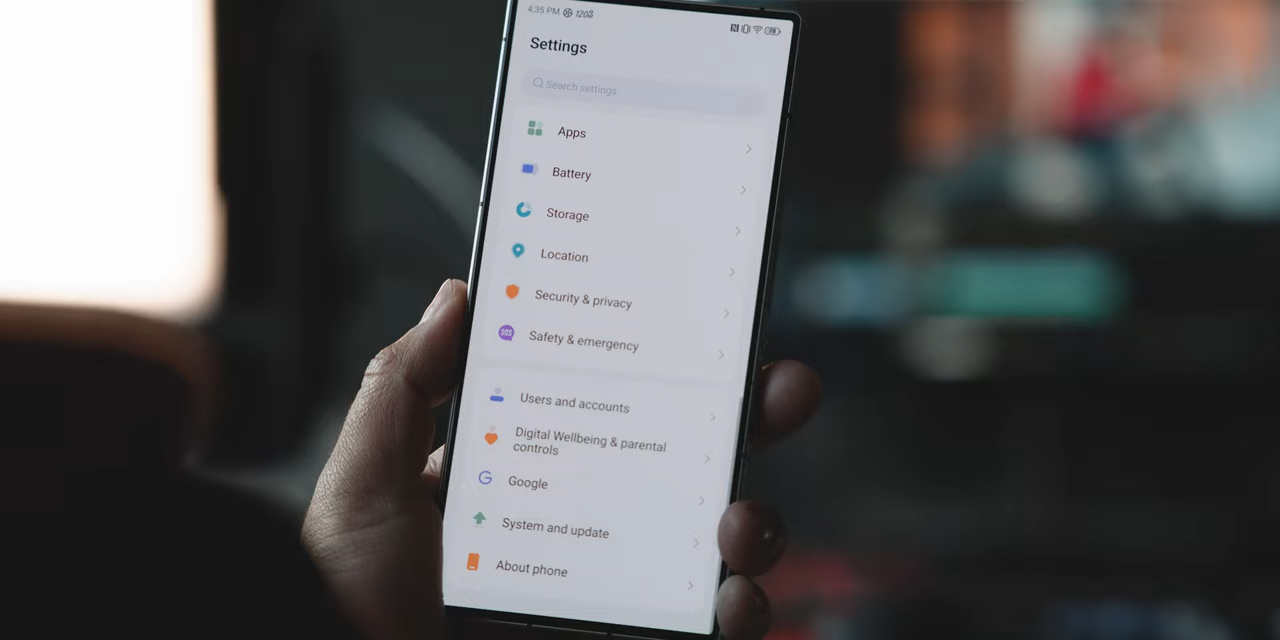 4:35 PM
Settings
Search settings
Apps
Battery
Storage
Location
Security & privacy
SOS
Safety & emergency
Users and accounts
Digital Wellbeing & parental
controls
Google
System and update
About phone